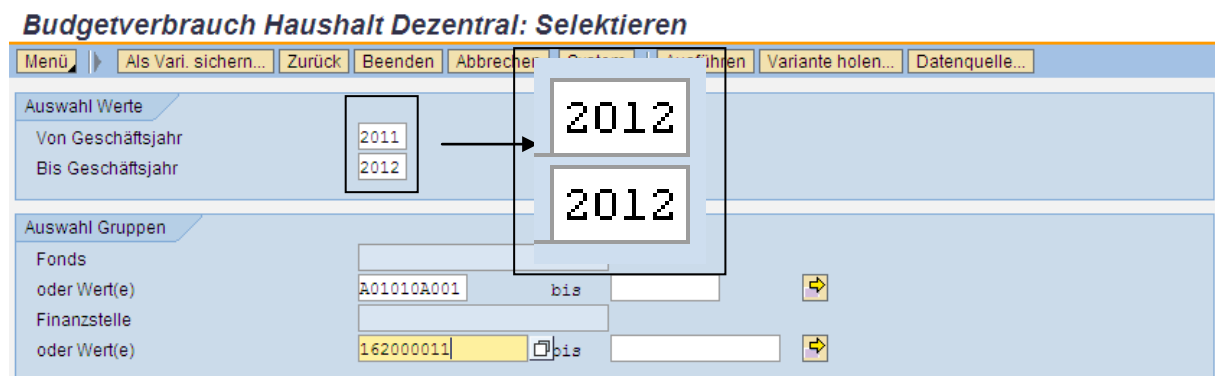 Budgetverbrauch Haushalt Dezentral: Selektieren
Menü Als Vari. sichern... Zurück Beenden Abbrechen Variante holen... Datenquelle...
Auswahl Werte
Von Geschäftsjahr 2011 2012
Bis Geschäftsjahr 2012 2012
Auswahl Gruppen
Fonds
oder Wert(e) A01010A001 bis
Finanzstelle
oder Wert(e) 162000011 bis